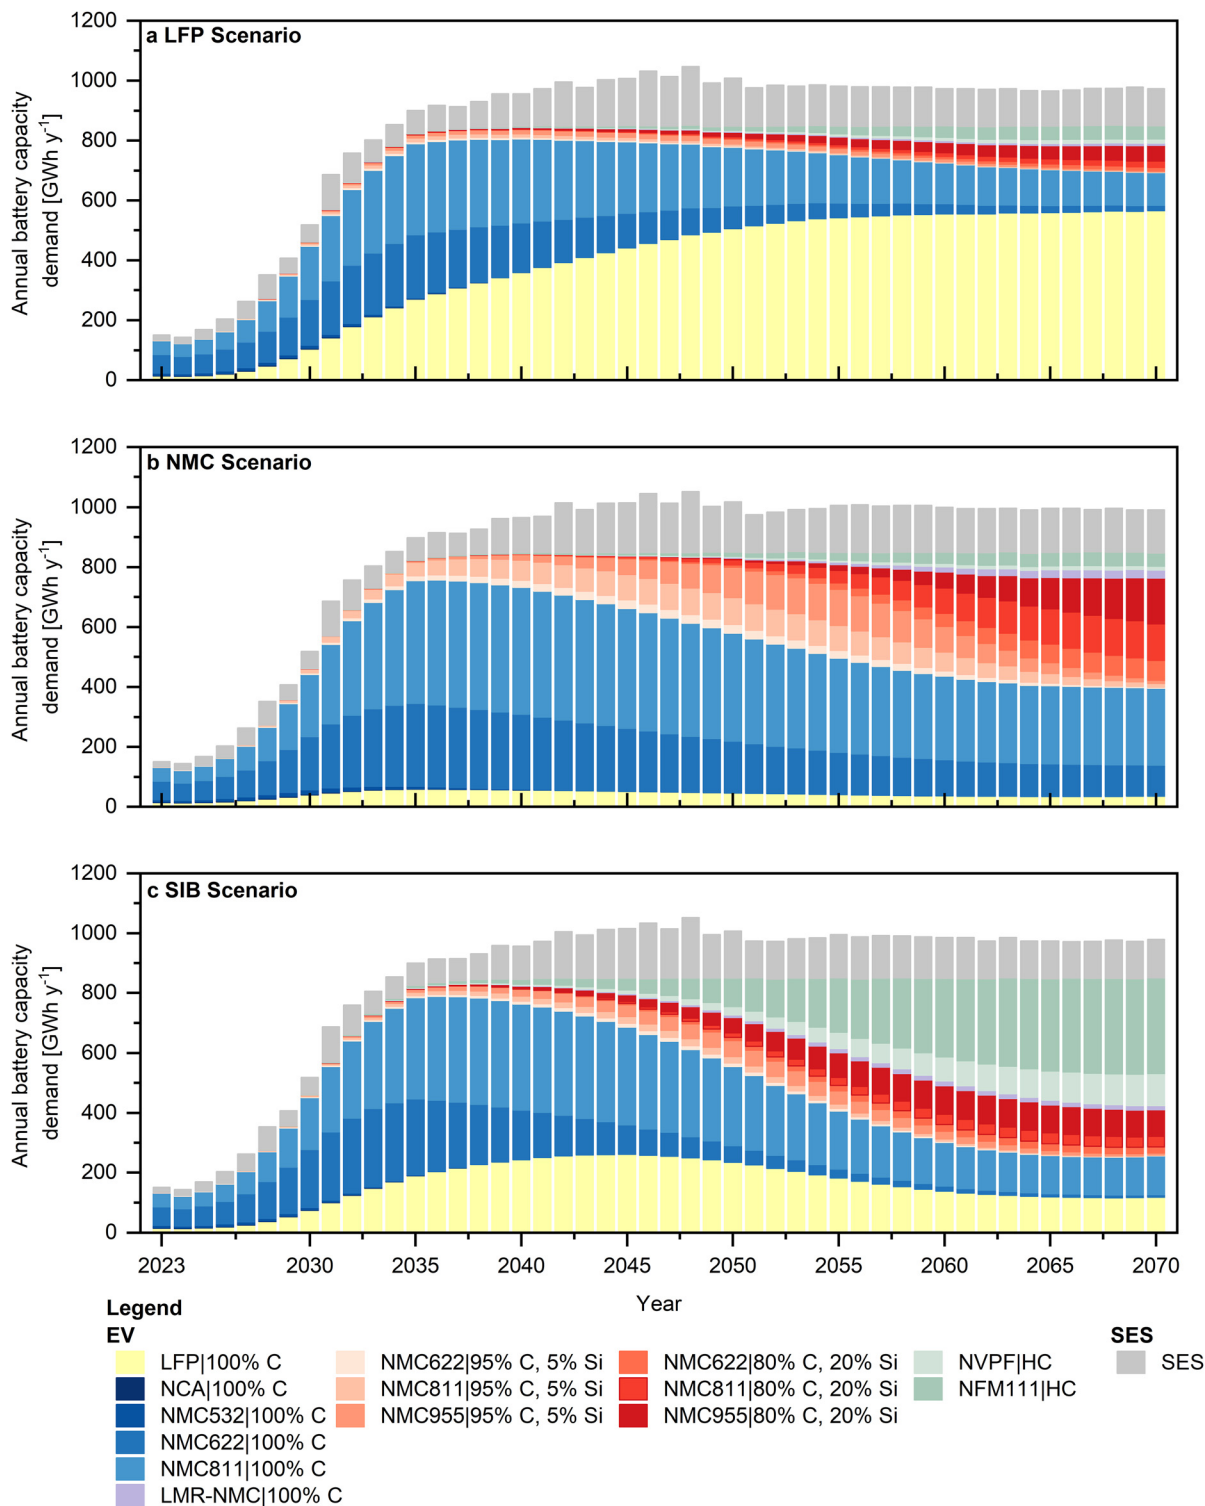 a LFP Scenario
Annual battery capacity
demand [GWh y⁻¹]
1200
1000
800
600
400
200
0
b NMC Scenario
Annual battery capacity
demand [GWh y⁻¹]
1200
1000
800
600
400
200
0
c SIB Scenario
Annual battery capacity
demand [GWh y⁻¹]
1200
1000
800
600
400
200
0
2023 2030 2035 2040 2045 2050 2055 2060 2065 2070
Year
Legend
EV
LFP|100% C
NCA|100% C
NMC532|100% C
NMC622|100% C
NMC811|100% C
LMR-NMC|100% C
NMC622|95% C, 5% Si
NMC811|95% C, 5% Si
NMC955|95% C, 5% Si
NMC622|80% C, 20% Si
NMC811|80% C, 20% Si
NMC955|80% C, 20% Si
NVPF|HC
NFM111|HC
SES
SES